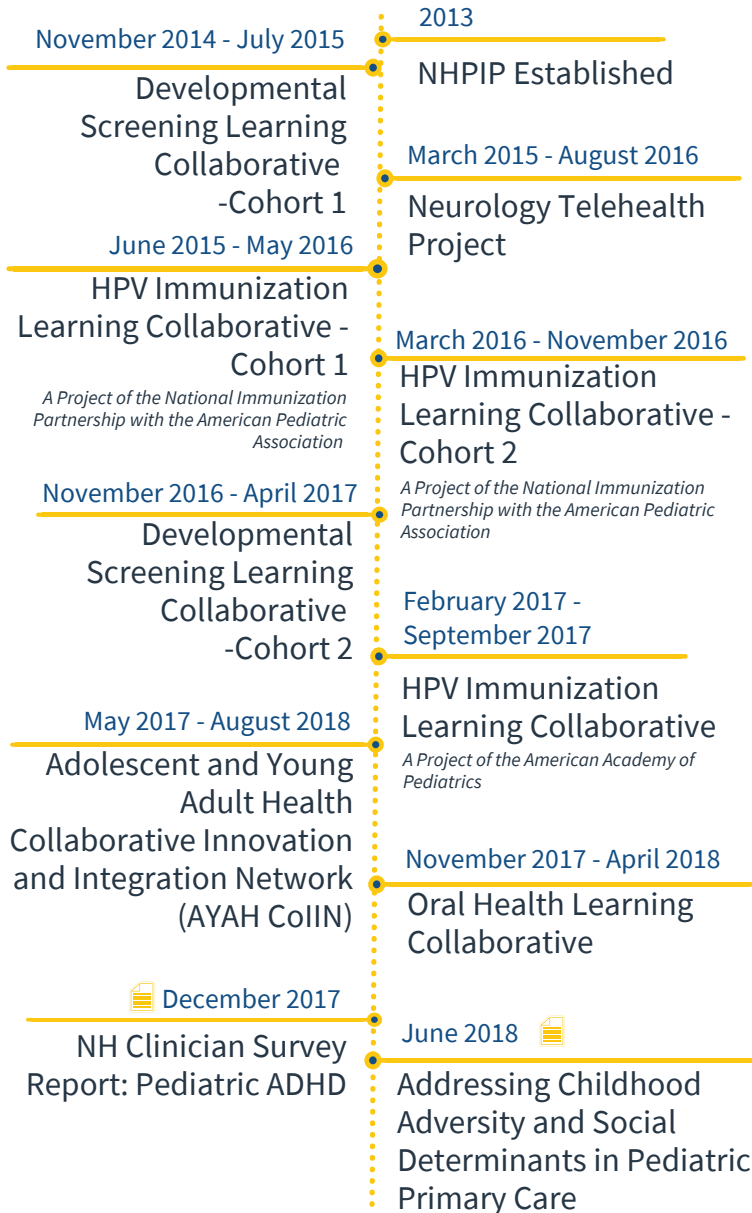 2013
NHPIP Established
November 2014 - July 2015
Developmental
Screening Learning
Collaborative
-Cohort 1
March 2015 - August 2016
Neurology Telehealth
Project
June 2015 - May 2016
HPV Immunization
Learning Collaborative -
Cohort 1
A Project of the National Immunization
Partnership with the American Pediatric
Association
March 2016 - November 2016
HPV Immunization
Learning Collaborative -
Cohort 2
A Project of the National Immunization
Partnership with the American Pediatric
Association
November 2016 - April 2017
Developmental
Screening Learning
Collaborative
-Cohort 2
February 2017 -
September 2017
HPV Immunization
Learning Collaborative
A Project of the American Academy of
Pediatrics
May 2017 - August 2018
Adolescent and Young
Adult Health
Collaborative Innovation
and Integration Network
(AYAH CoIIN)
November 2017 - April 2018
Oral Health Learning
Collaborative
December 2017
NH Clinician Survey
Report: Pediatric ADHD
June 2018
Addressing Childhood
Adversity and Social
Determinants in Pediatric
Primary Care